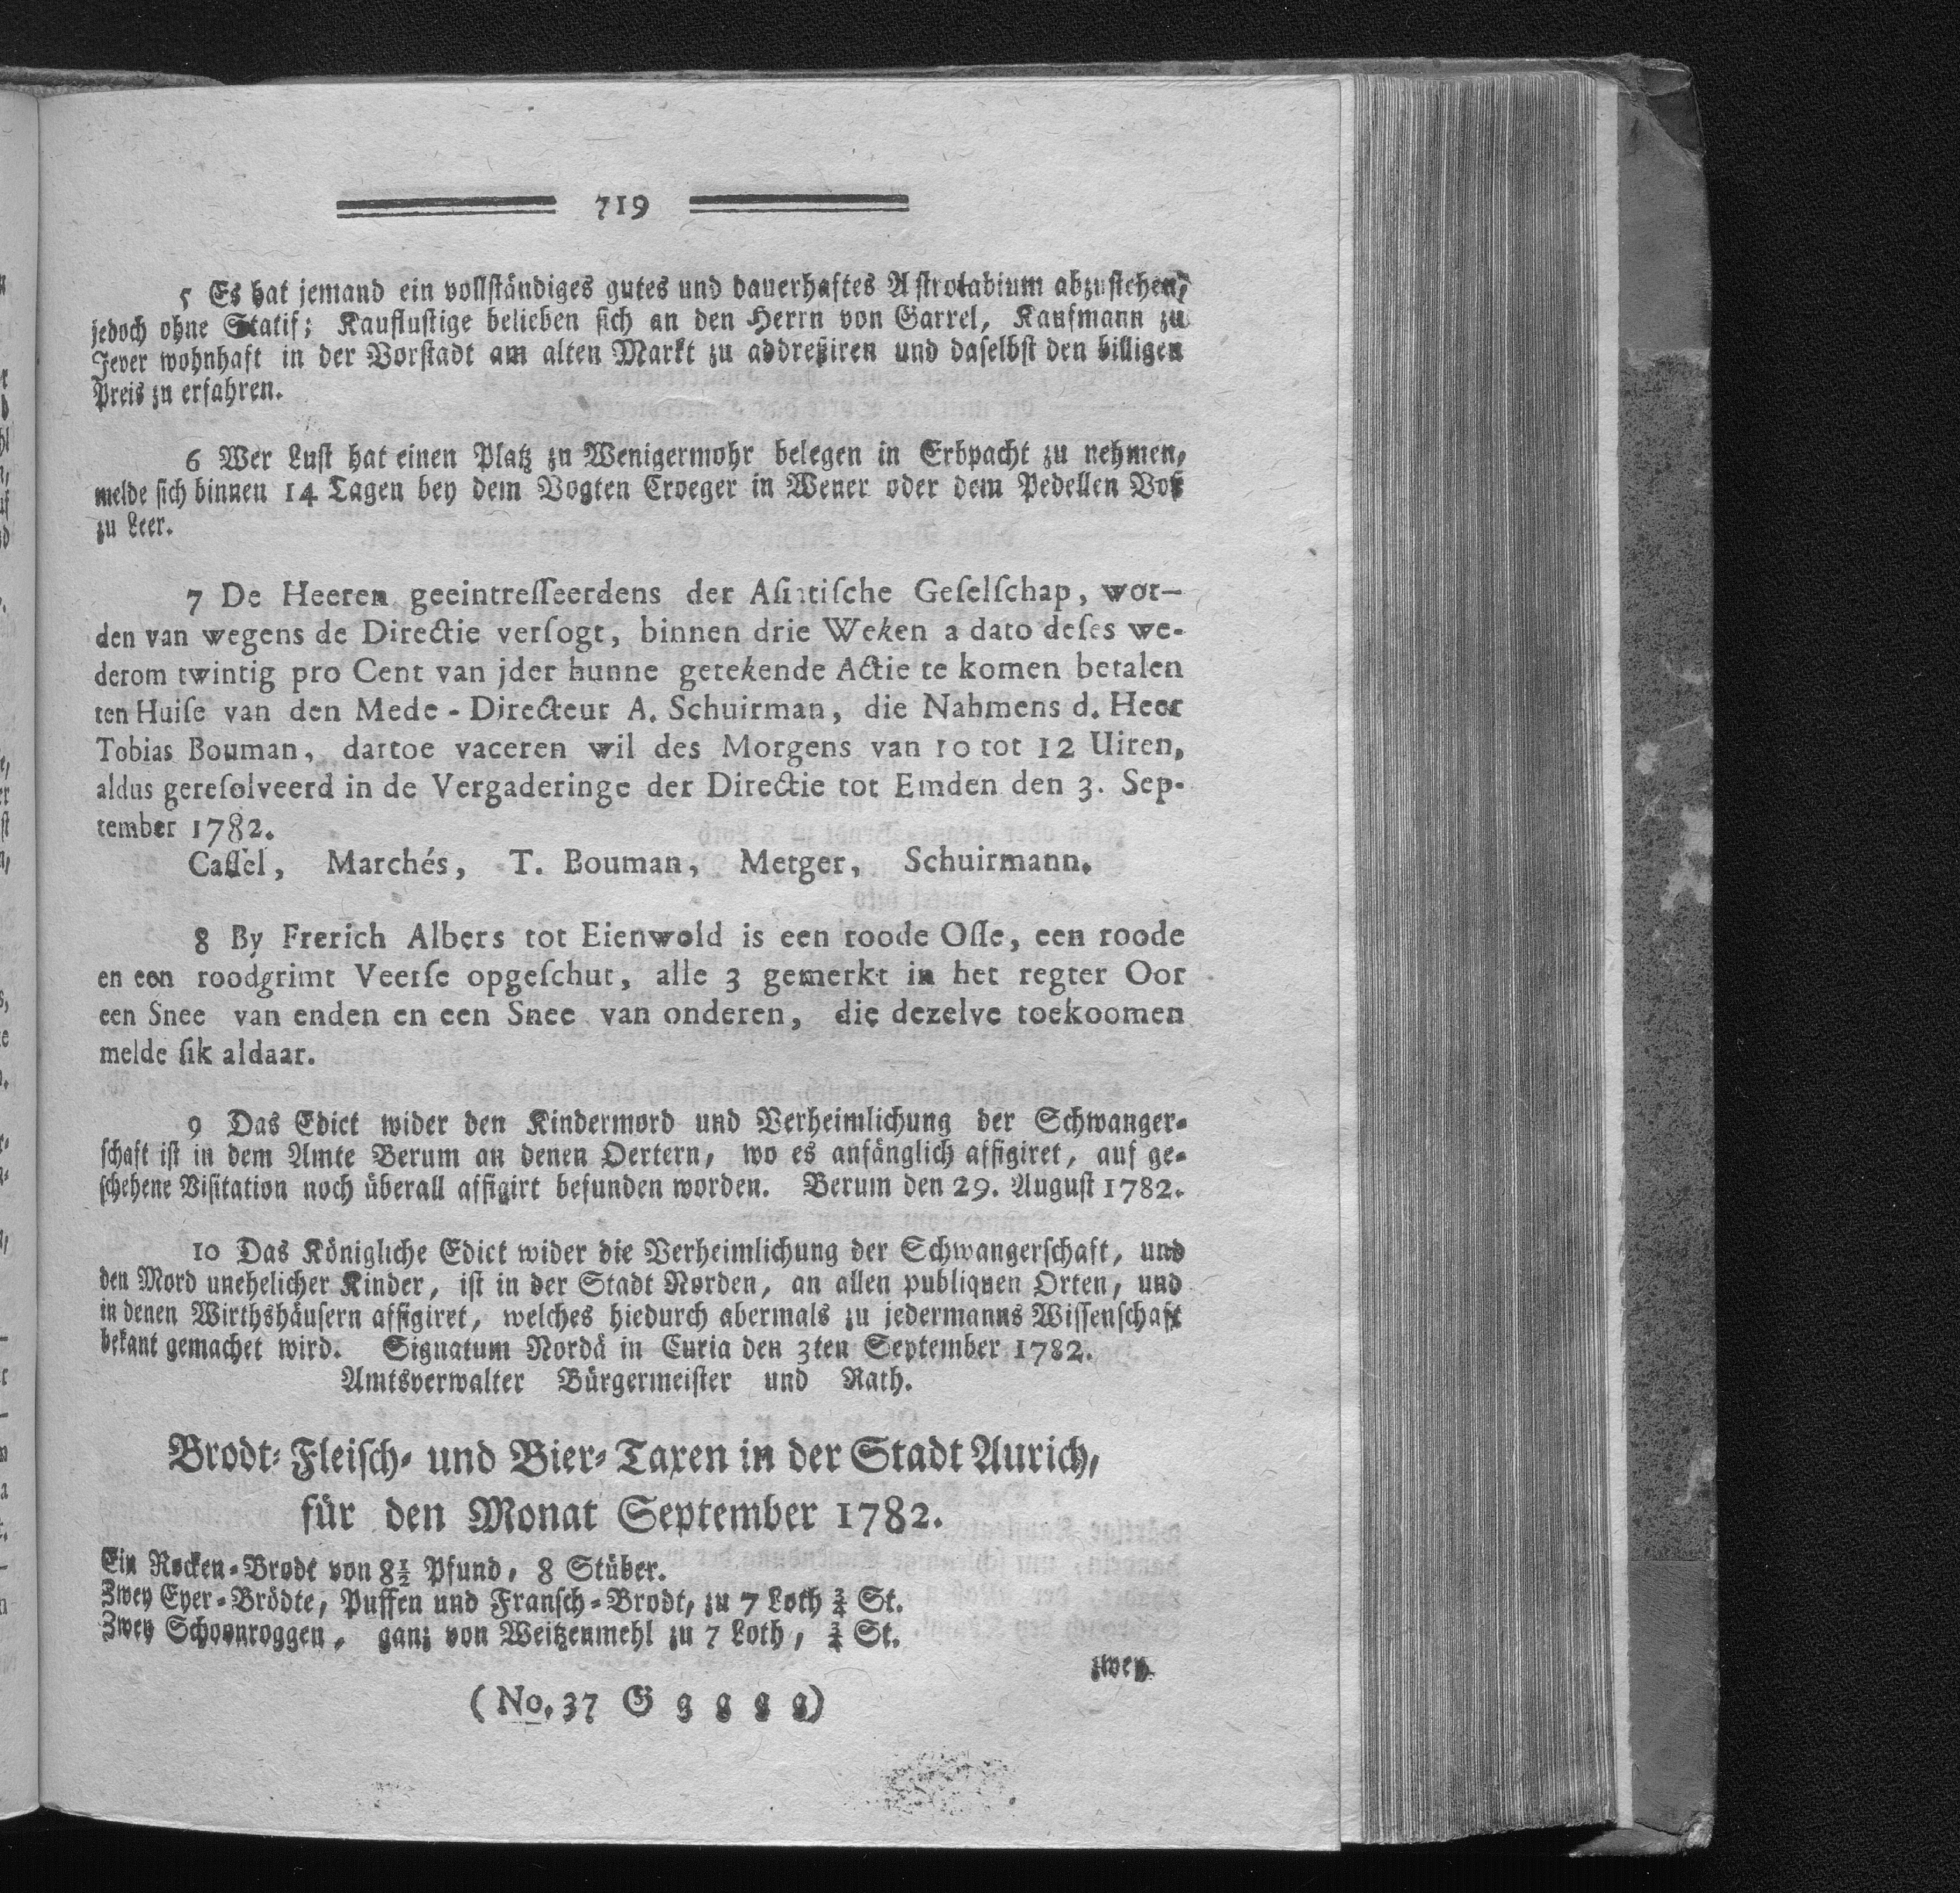 719
5 Es hat jemand ein vollständiges gutes und dauerhaftes Astrolabium abzustehen,
jedoch ohne Statif; Kauflustige belieben sich an den Herrn von Garrel, Kaufmann zu
Jever wohnhaft in der Vorstadt am alten Markt zu addreßiren und daselbst den billigen
Preis zu erfahren.
6 Wer Lust hat einen Platz zu Wenigermohr belegen in Erbpacht zu nehmen,
melde sich binnen 14 Tagen bey dem Vogten Croeger in Wener oder dem Pedellen Voß
zu Leer.
7 De Heeren geeintreſſeerdens der Aſiatiſche Geſelſchap, wor-
den van wegens de Directie verſogt, binnen drie Weken a dato deſes we-
derom twintig pro Cent van jder hunne getekende Actie te komen betalen
ten Huiſe van den Mede-Directeur A. Schuirman, die Nahmens d. Heer
Tobias Bouman, dartoe vaceren wil des Morgens van 10 tot 12 Uiren,
aldus gereſolveerd in de Vergaderinge der Directie tot Emden den 3. Sep-
tember 1782.
Caſſel, Marchés, T. Bouman, Metger, Schuirmann.
8 By Frerich Albers tot Eienwold is een roode Oſſe, een roode
en een roodgrimt Veerſe opgeſchut, alle 3 gemerkt in het regter Oor
een Snee van enden en een Snee van onderen, die dezelve toekoomen
melde ſik aldaar.
9 Das Edict wider den Kindermord und Verheimlichung der Schwanger-
schaft ist in dem Amte Berum an denen Oertern, wo es anfänglich affigiret, auf ge-
schehene Visitation noch überall affigirt befunden worden. Berum den 29. August 1782.
10 Das Königliche Edict wider die Verheimlichung der Schwangerschaft, und
den Mord unehelicher Kinder, ist in der Stadt Norden, an allen publiquen Orten, und
in denen Wirthshäusern affigiret, welches hiedurch abermals zu jedermanns Wissenschaft
bekant gemachet wird. Signatum Nordä in Curia den 3ten September 1782.
Amtsverwalter Bürgermeister und Rath.
Brodt- Fleisch- und Bier-Taxen in der Stadt Aurich,
für den Monat September 1782.
Ein Rocken-Brodt von 8½ Pfund, 8 Stüber.
Zwey Eyer-Brödte, Puffen und Fransch-Brodt, zu 7 Loth ¾ St.
Zwey Schoonroggen, ganz von Weitzenmehl zu 7 Loth, ¾ St.
zwey
(No. 37 G g g g g)